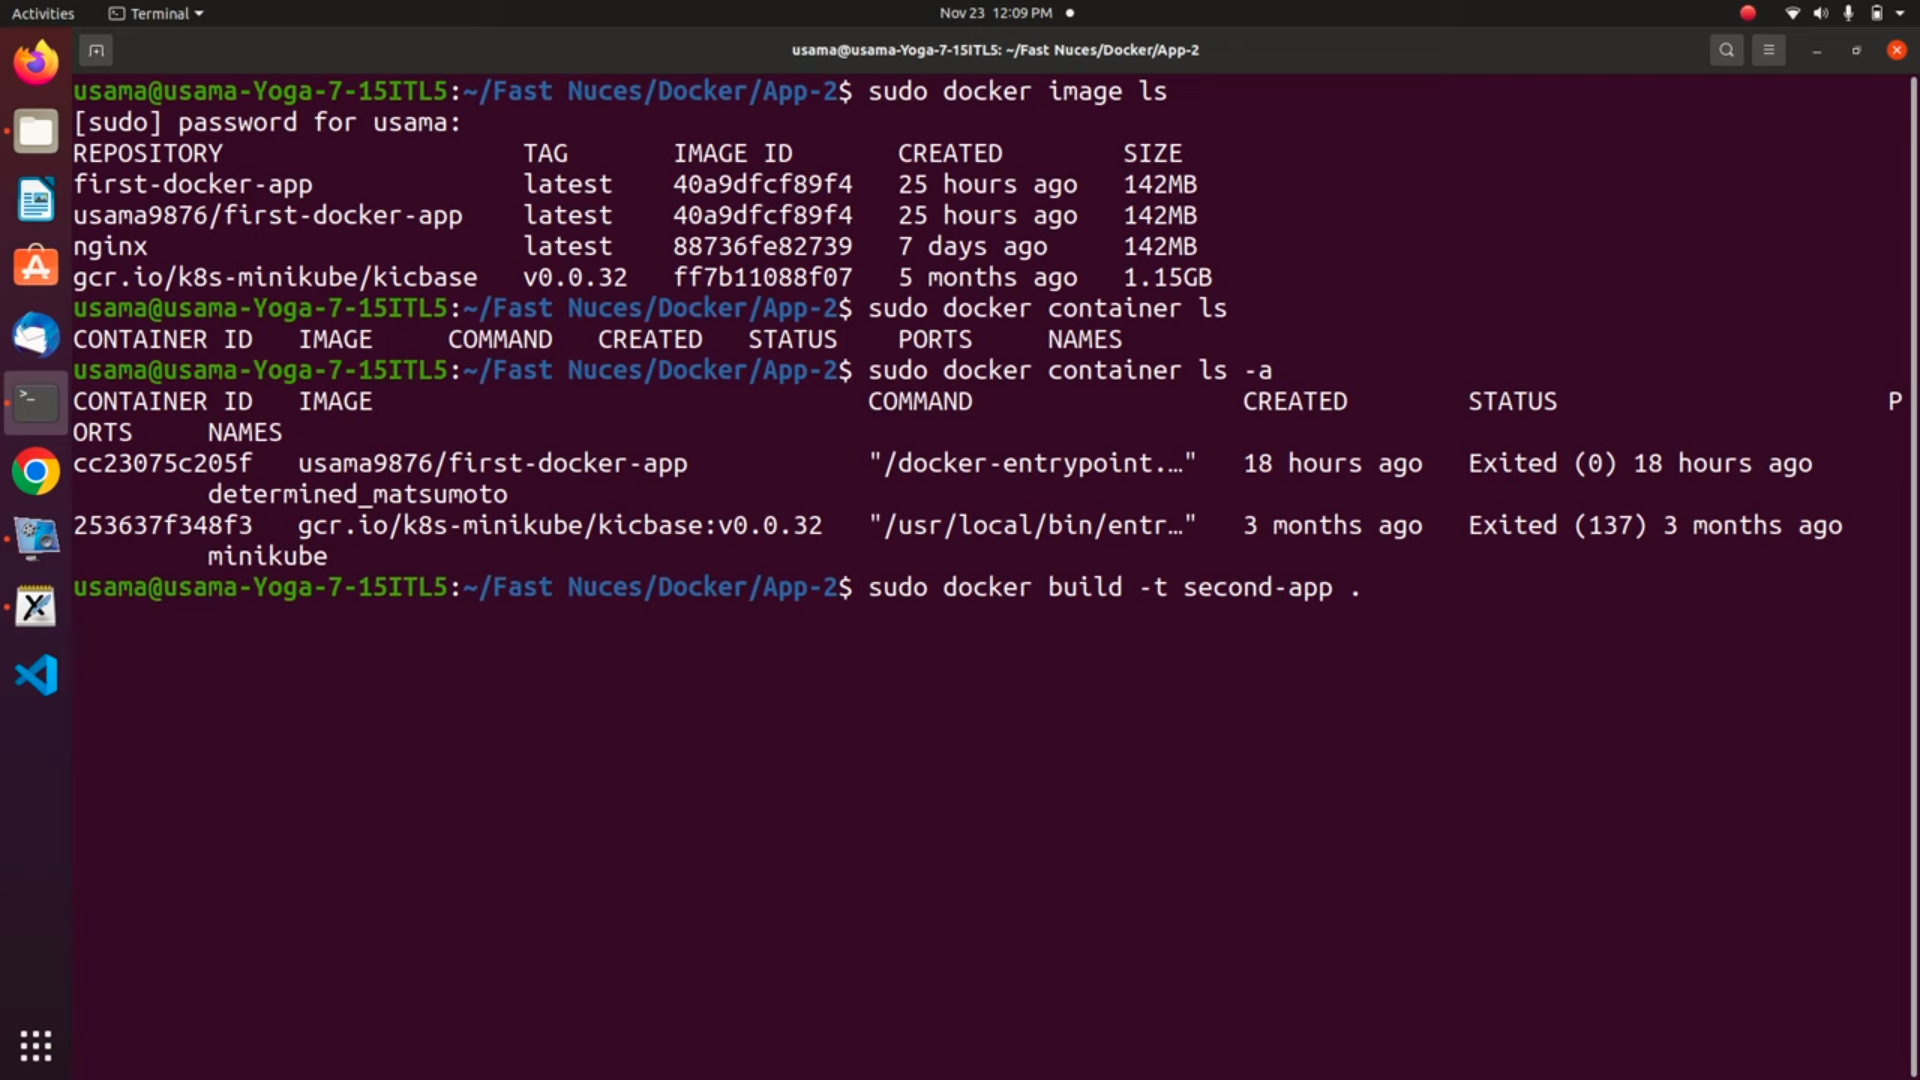 Activities Terminal Nov 23 12:09 PM
usama@usama-Yoga-7-15ITL5: ~/Fast Nuces/Docker/App-2
usama@usama-Yoga-7-15ITL5:~/Fast Nuces/Docker/App-2$ sudo docker image ls
[sudo] password for usama:
REPOSITORY TAG IMAGE ID CREATED SIZE
first-docker-app latest 40a9dfcf89f4 25 hours ago 142MB
usama9876/first-docker-app latest 40a9dfcf89f4 25 hours ago 142MB
nginx latest 88736fe82739 7 days ago 142MB
gcr.io/k8s-minikube/kicbase v0.0.32 ff7b11088f07 5 months ago 1.15GB
usama@usama-Yoga-7-15ITL5:~/Fast Nuces/Docker/App-2$ sudo docker container ls
CONTAINER ID IMAGE COMMAND CREATED STATUS PORTS NAMES
usama@usama-Yoga-7-15ITL5:~/Fast Nuces/Docker/App-2$ sudo docker container ls -a
CONTAINER ID IMAGE COMMAND CREATED STATUS P
ORTS NAMES
cc23075c205f usama9876/first-docker-app "/docker-entrypoint.…" 18 hours ago Exited (0) 18 hours ago
determined_matsumoto
253637f348f3 gcr.io/k8s-minikube/kicbase:v0.0.32 "/usr/local/bin/entr…" 3 months ago Exited (137) 3 months ago
minikube
usama@usama-Yoga-7-15ITL5:~/Fast Nuces/Docker/App-2$ sudo docker build -t second-app .